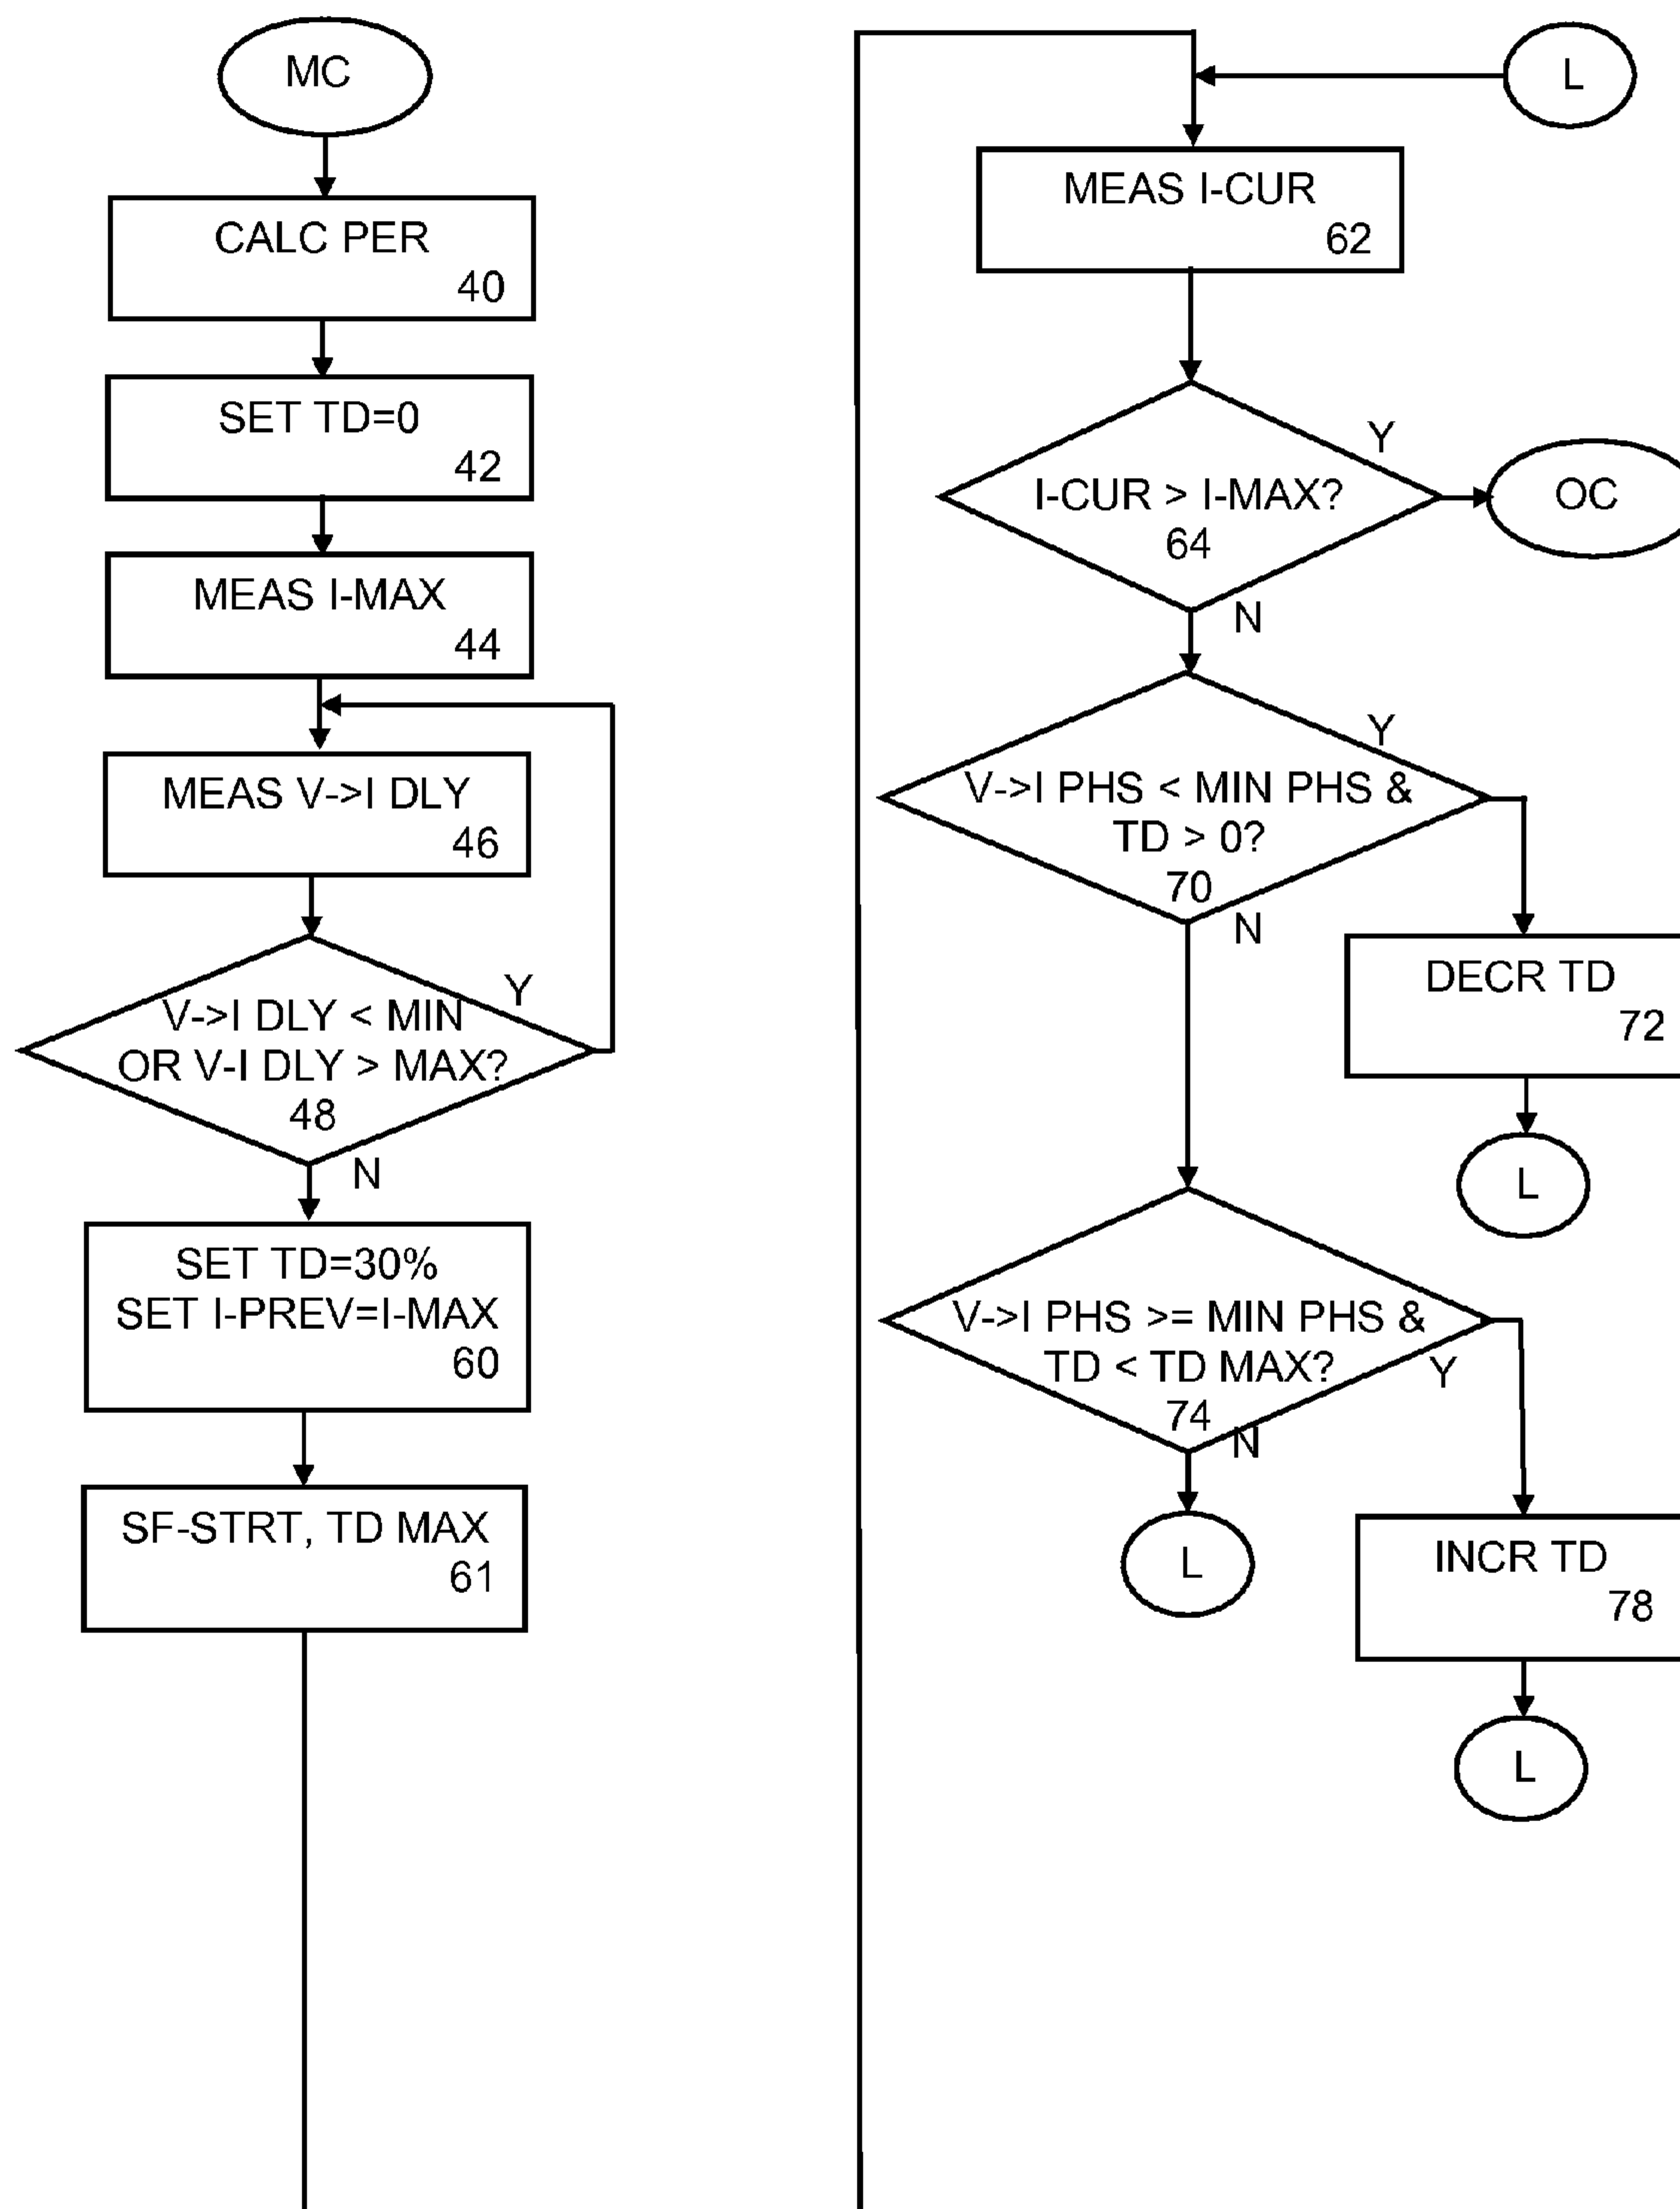 MC
CALC PER
40
SET TD=0
42
MEAS I-MAX
44
MEAS V->I DLY
46
V->I DLY < MIN
OR V-I DLY > MAX?
48
Y
N
SET TD=30%
SET I-PREV=I-MAX
60
SF-STRT, TD MAX
61
L
MEAS I-CUR
62
I-CUR > I-MAX?
64
Y
OC
N
V->I PHS < MIN PHS &
TD > 0?
70
Y
N
DECR TD
72
L
V->I PHS >= MIN PHS &
TD < TD MAX?
74
Y
N
L
INCR TD
78
L